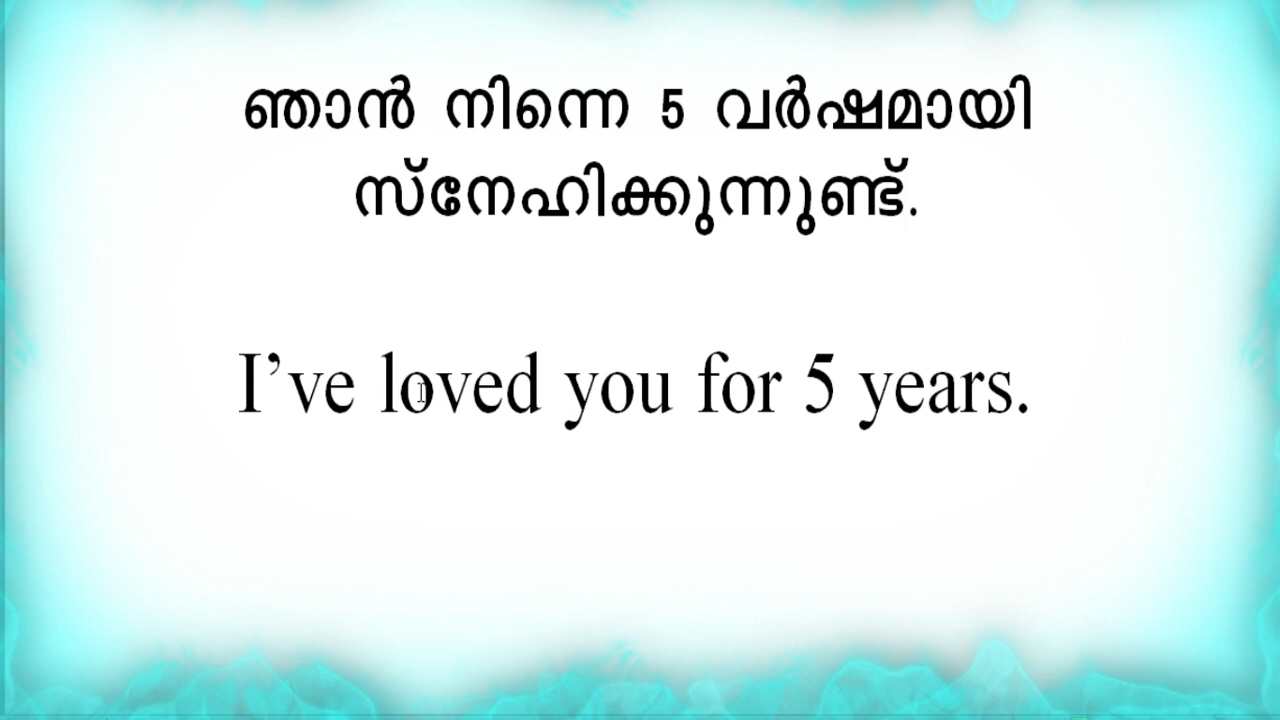 ഞാൻ നിന്നെ 5 വർഷമായി
സ്നേഹിക്കുന്നുണ്ട്.
I’ve loved you for 5 years.